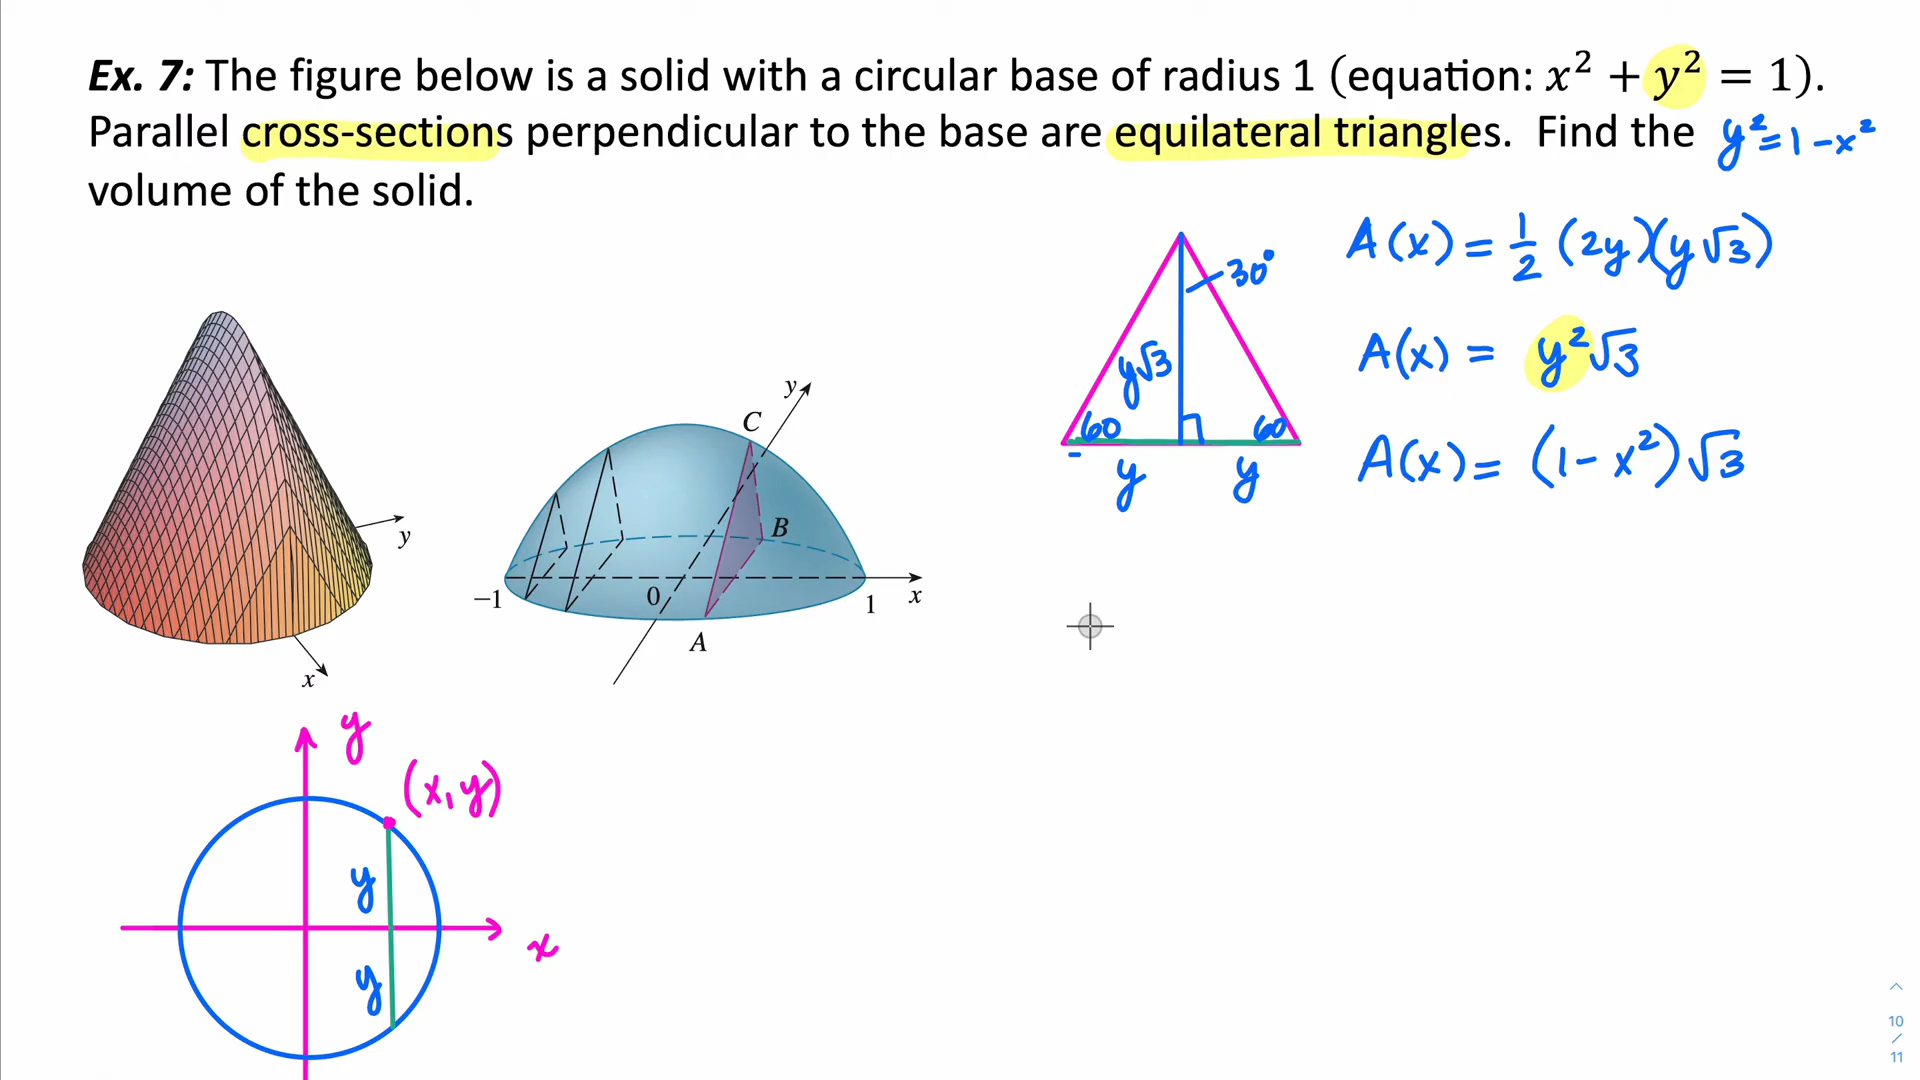 Ex. 7: The figure below is a solid with a circular base of radius 1 (equation: x² + y² = 1).
Parallel cross-sections perpendicular to the base are equilateral triangles. Find the
y² = 1 - x²
volume of the solid.
A(x) = 1/2 (2y)(y√3)
30°
A(x) = y²√3
y√3
60 60
y y
A(x) = (1 - x²)√3
y
x
y
C
B
−1
0
1
x
A
y
(x, y)
y
x
y
10
/
11